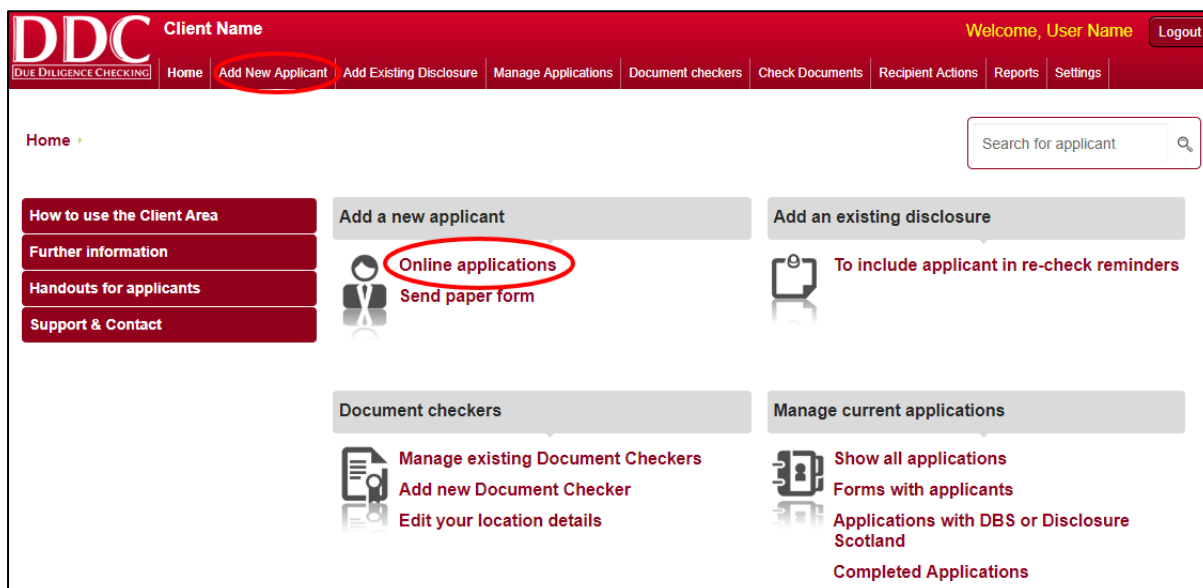 DDC
DUE DILIGENCE CHECKING
Client Name
Welcome, User Name
Logout
Home
Add New Applicant
Add Existing Disclosure
Manage Applications
Document checkers
Check Documents
Recipient Actions
Reports
Settings
Home
Search for applicant
How to use the Client Area
Further information
Handouts for applicants
Support & Contact
Add a new applicant
Online applications
Send paper form
Add an existing disclosure
To include applicant in re-check reminders
Document checkers
Manage existing Document Checkers
Add new Document Checker
Edit your location details
Manage current applications
Show all applications
Forms with applicants
Applications with DBS or Disclosure
Scotland
Completed Applications